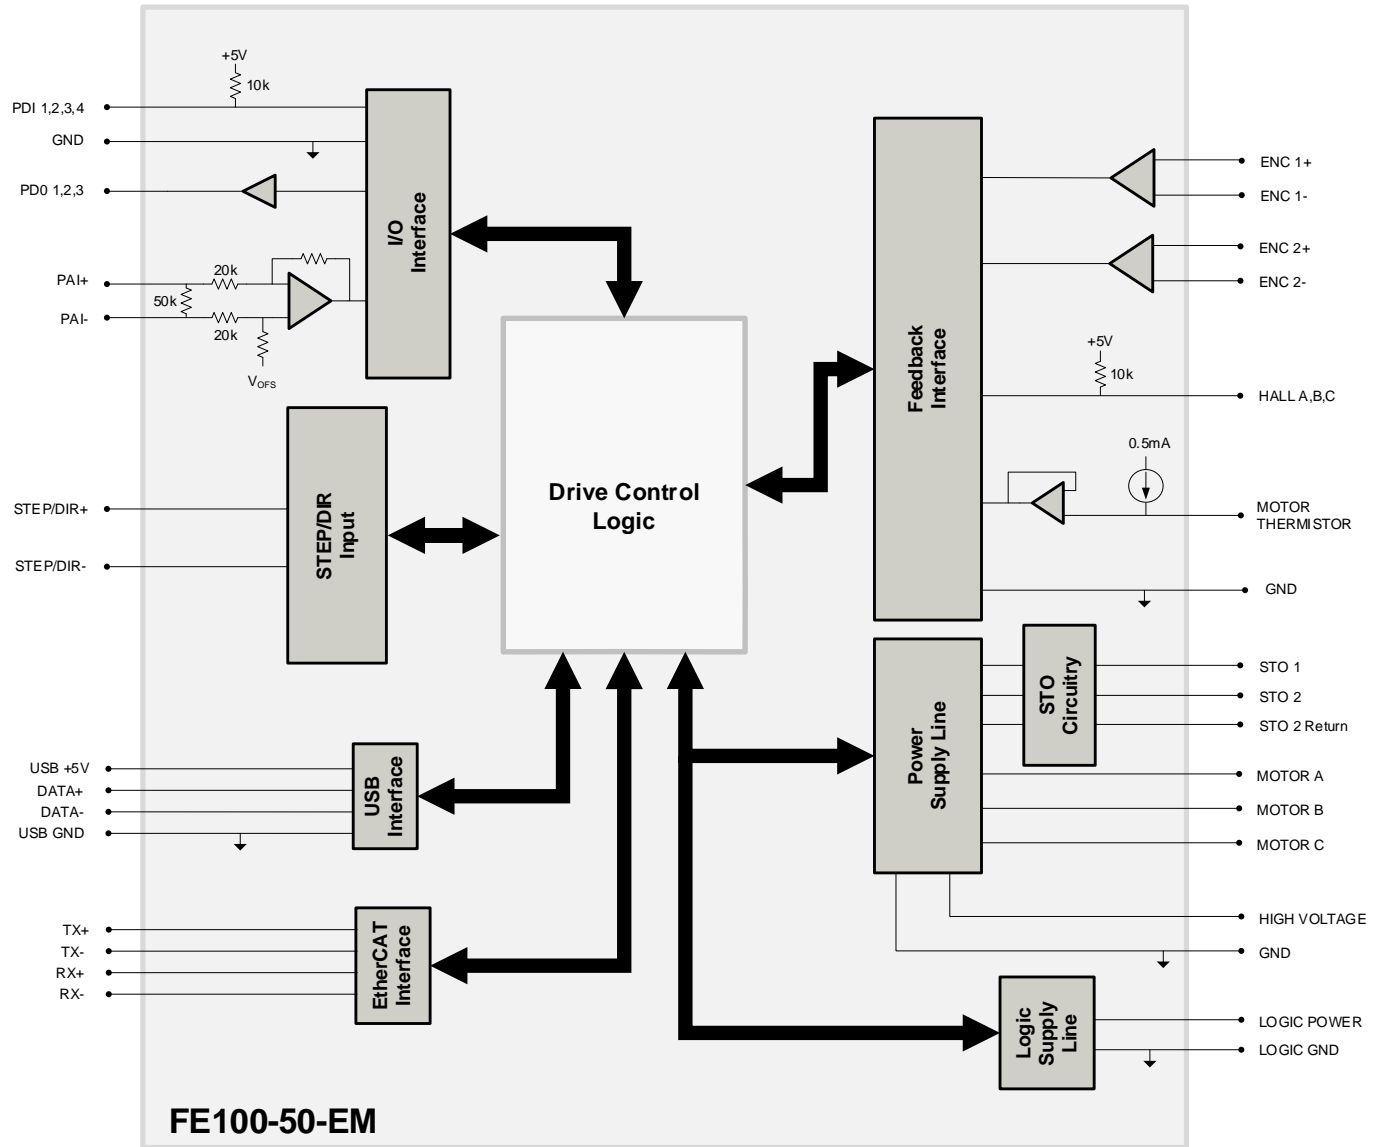 +5V
10k
PDI 1,2,3,4
GND
PD0 1,2,3
I/O
Interface
PAI+
20k
50k
PAI-
20k
VOFS
STEP/DIR+
STEP/DIR-
STEP/DIR
Input
Drive Control
Logic
USB +5V
DATA+
DATA-
USB GND
USB
Interface
TX+
TX-
RX+
RX-
EtherCAT
Interface
Feedback
Interface
ENC 1+
ENC 1-
ENC 2+
ENC 2-
+5V
10k
HALL A,B,C
0.5mA
MOTOR
THERMISTOR
GND
Power
Supply Line
STO
Circuitry
STO 1
STO 2
STO 2 Return
MOTOR A
MOTOR B
MOTOR C
HIGH VOLTAGE
GND
Logic
Supply
Line
LOGIC POWER
LOGIC GND
FE100-50-EM